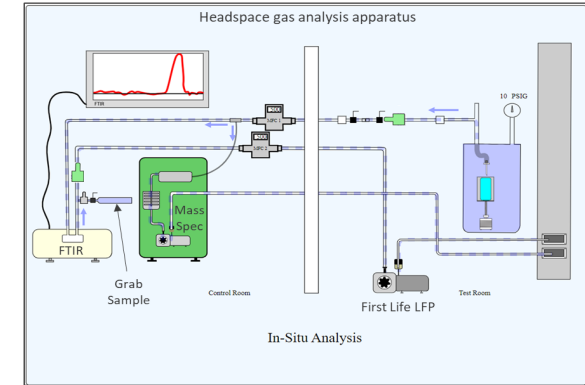 Headspace gas analysis apparatus
10 PSIG
FTIR
MFC 1
MFC 2
Mass
Spec
FTIR
Grab
Sample
Control Room
First Life LFP
Test Room
In-Situ Analysis